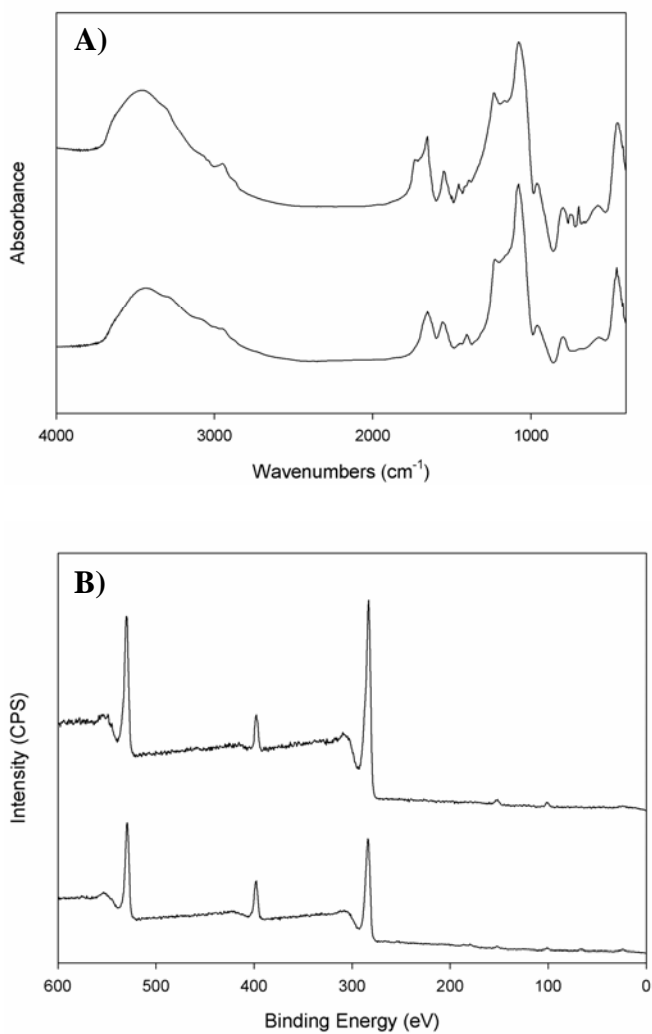 A)
Absorbance
4000 3000 2000 1000
Wavenumbers (cm⁻¹)
B)
Intensity (CPS)
600 500 400 300 200 100 0
Binding Energy (eV)